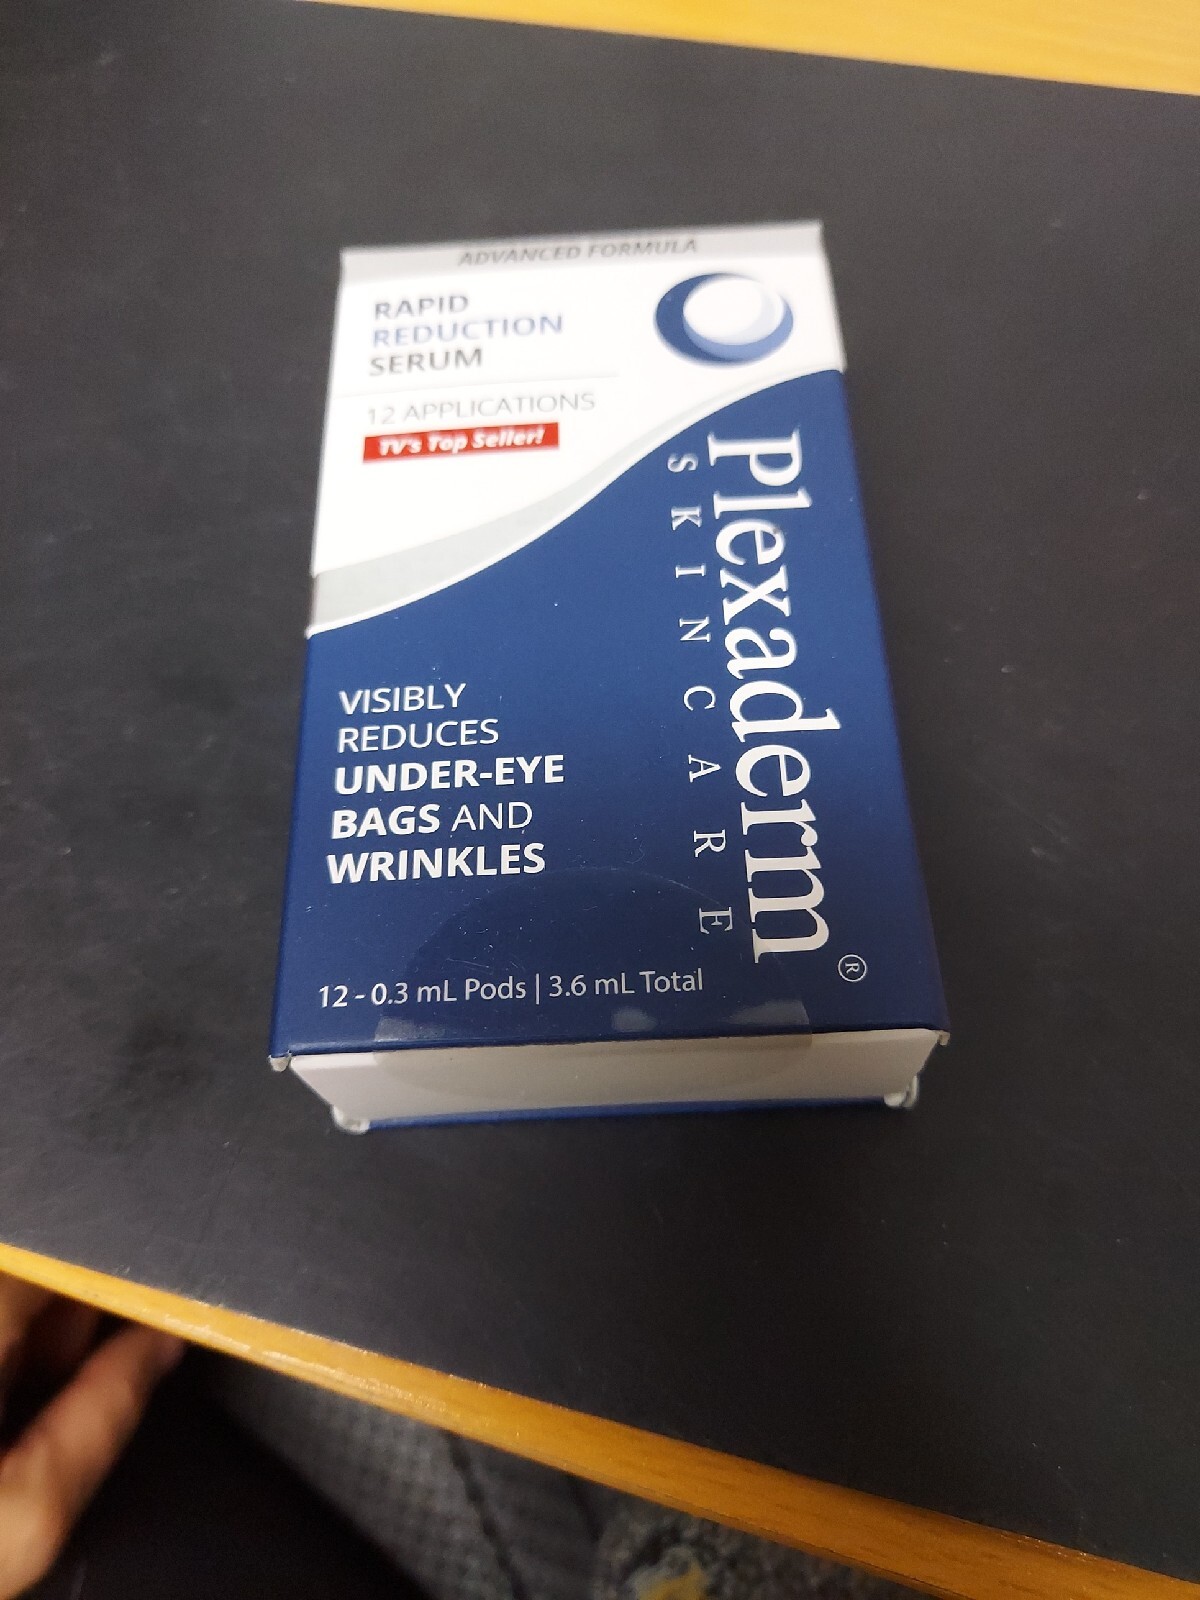 ADVANCED FORMULA
RAPID
REDUCTION
SERUM
12 APPLICATIONS
TV's Top Seller!
Plexaderm®
SKINCARE
VISIBLY
REDUCES
UNDER-EYE
BAGS AND
WRINKLES
12 - 0.3 mL Pods | 3.6 mL Total